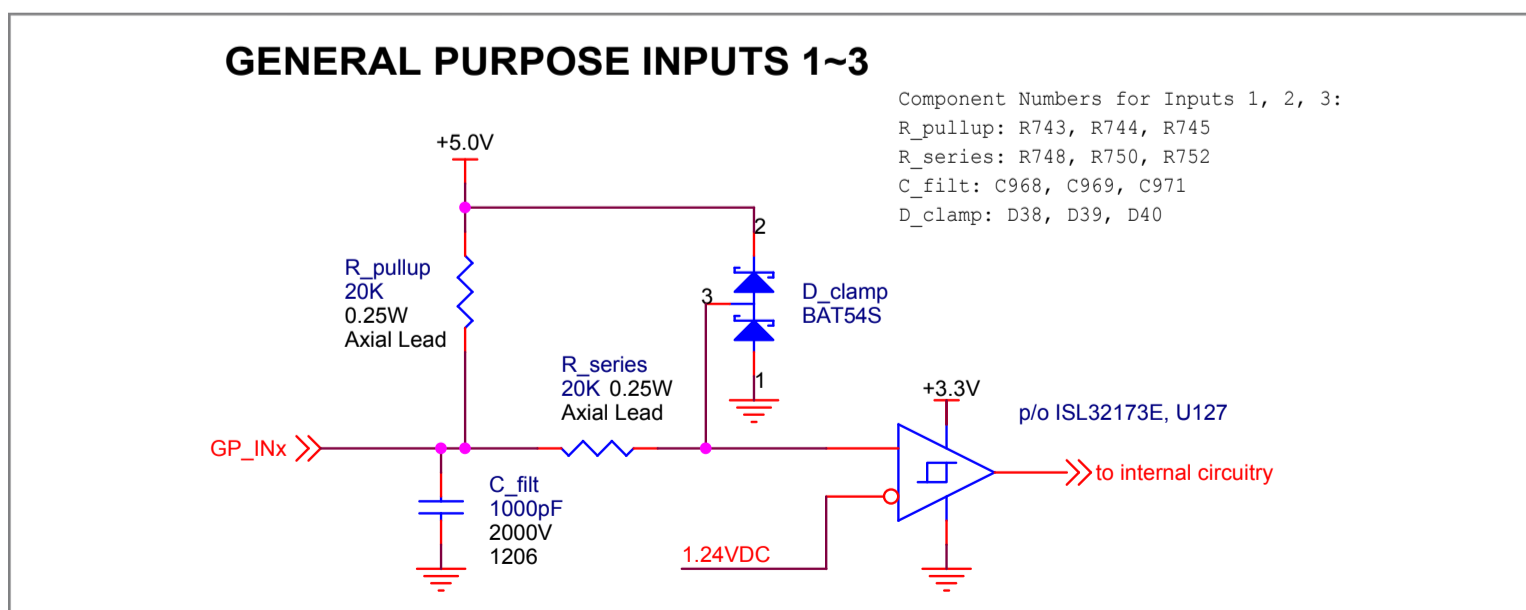 GENERAL PURPOSE INPUTS 1~3
Component Numbers for Inputs 1, 2, 3:
R_pullup: R743, R744, R745
R_series: R748, R750, R752
C_filt: C968, C969, C971
D_clamp: D38, D39, D40
+5.0V
2
R_pullup
20K
0.25W
Axial Lead
3
D_clamp
BAT54S
R_series
20K 0.25W
Axial Lead
1
+3.3V
p/o ISL32173E, U127
GP_INx
to internal circuitry
C_filt
1000pF
2000V
1206
1.24VDC